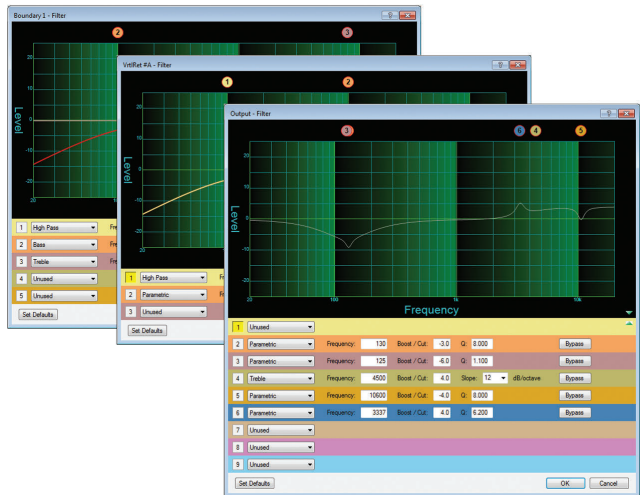 Boundary 1 - Filter
2
3
20
10
Level
0
-10
-20
20
1 High Pass
2 Bass
3 Treble
4 Unused
5 Unused
Set Defaults
VrtlRet #A - Filter
1
2
20
10
Level
0
-10
-20
20
1 High Pass
2 Parametric
3 Unused
Set Defaults
Output - Filter
3
6
4
5
20
10
Level
0
-10
-20
20 100 1k 10k
Frequency
1 Unused
2 Parametric Frequency: 130 Boost / Cut: -3.0 Q: 8.000 Bypass
3 Parametric Frequency: 125 Boost / Cut: -6.0 Q: 1.100 Bypass
4 Treble Frequency: 4500 Boost / Cut: 4.0 Slope: 12 dB/octave Bypass
5 Parametric Frequency: 10600 Boost / Cut: -4.0 Q: 8.000 Bypass
6 Parametric Frequency: 3337 Boost / Cut: 4.0 Q: 6.200 Bypass
7 Unused
8 Unused
9 Unused
Set Defaults OK Cancel